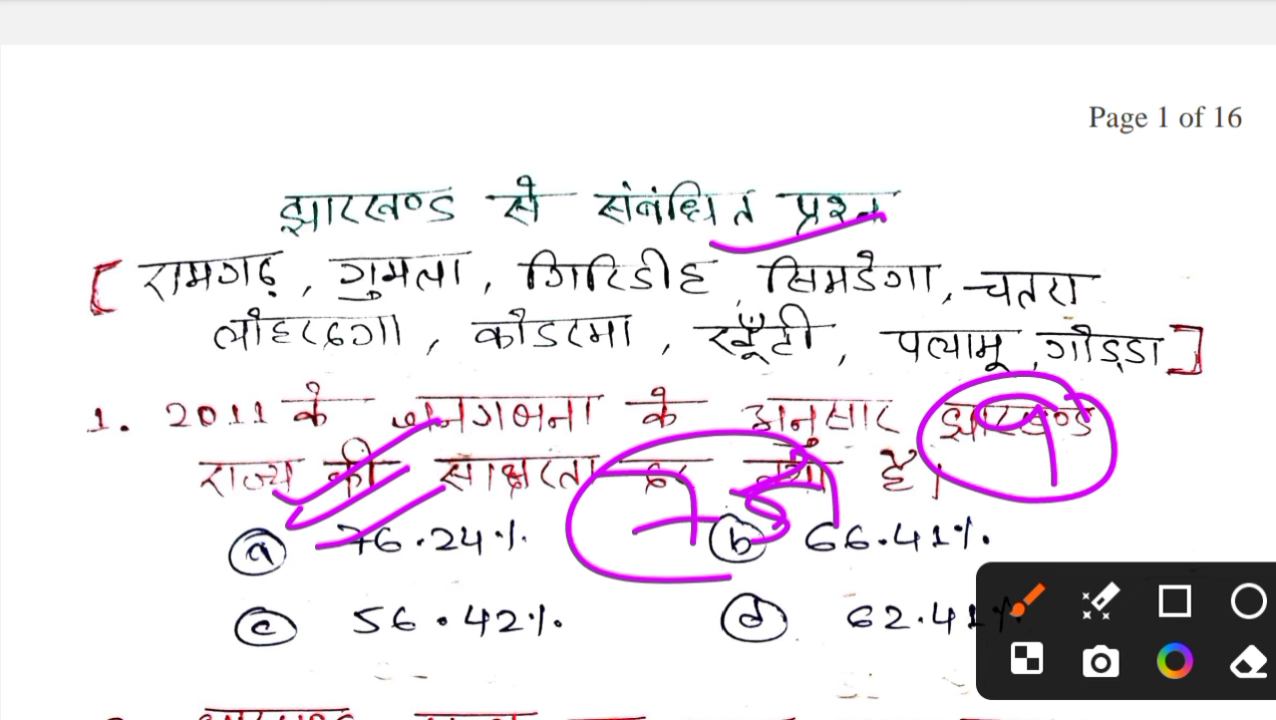 Page 1 of 16
झारखण्ड से संबंधित प्रश्न
[ रामगढ़, गुमला, गिरिडीह, सिमडेगा, चतरा
लोहरदगा, कोडरमा, खूँटी, पलामू, गोड्डा ]
1. 2011 के जनगणना के अनुसार झारखण्ड
राज्य की साक्षरता दर क्या है।
(a) 76.24% (b) 66.41%
(c) 56.42% (d) 62.41%